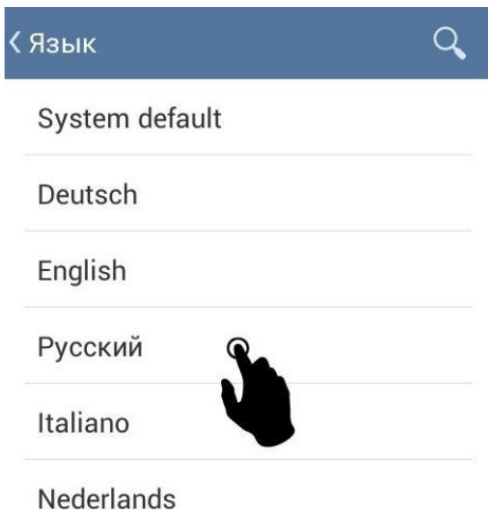 Язык
System default
Deutsch
English
Русский
Italiano
Nederlands